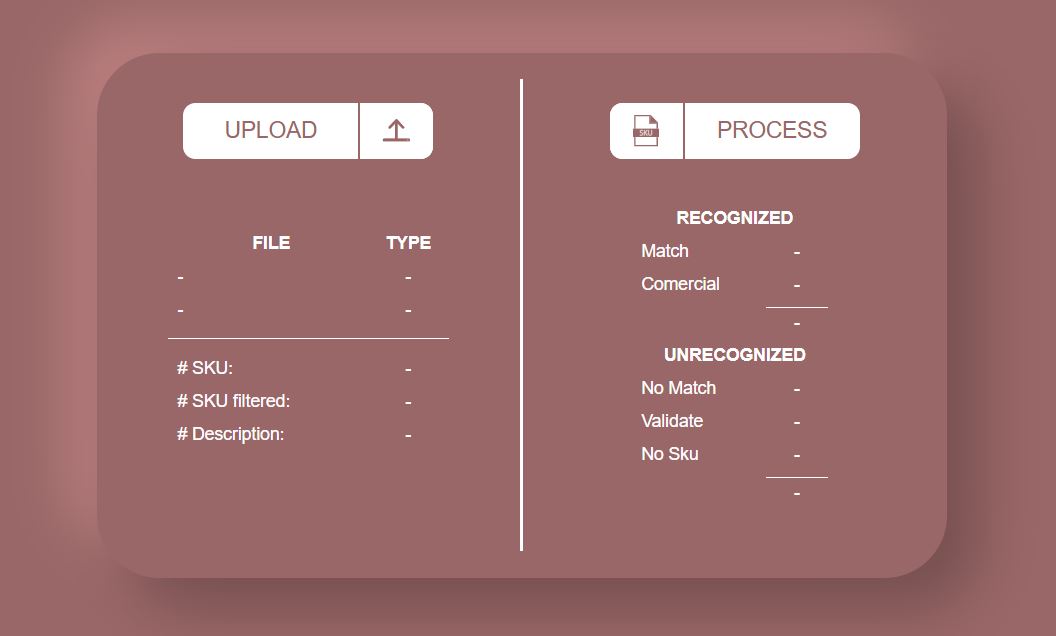 UPLOAD
FILE TYPE
- -
- -
# SKU: -
# SKU filtered: -
# Description: -
SKU PROCESS
RECOGNIZED
Match -
Comercial -
-
UNRECOGNIZED
No Match -
Validate -
No Sku -
-